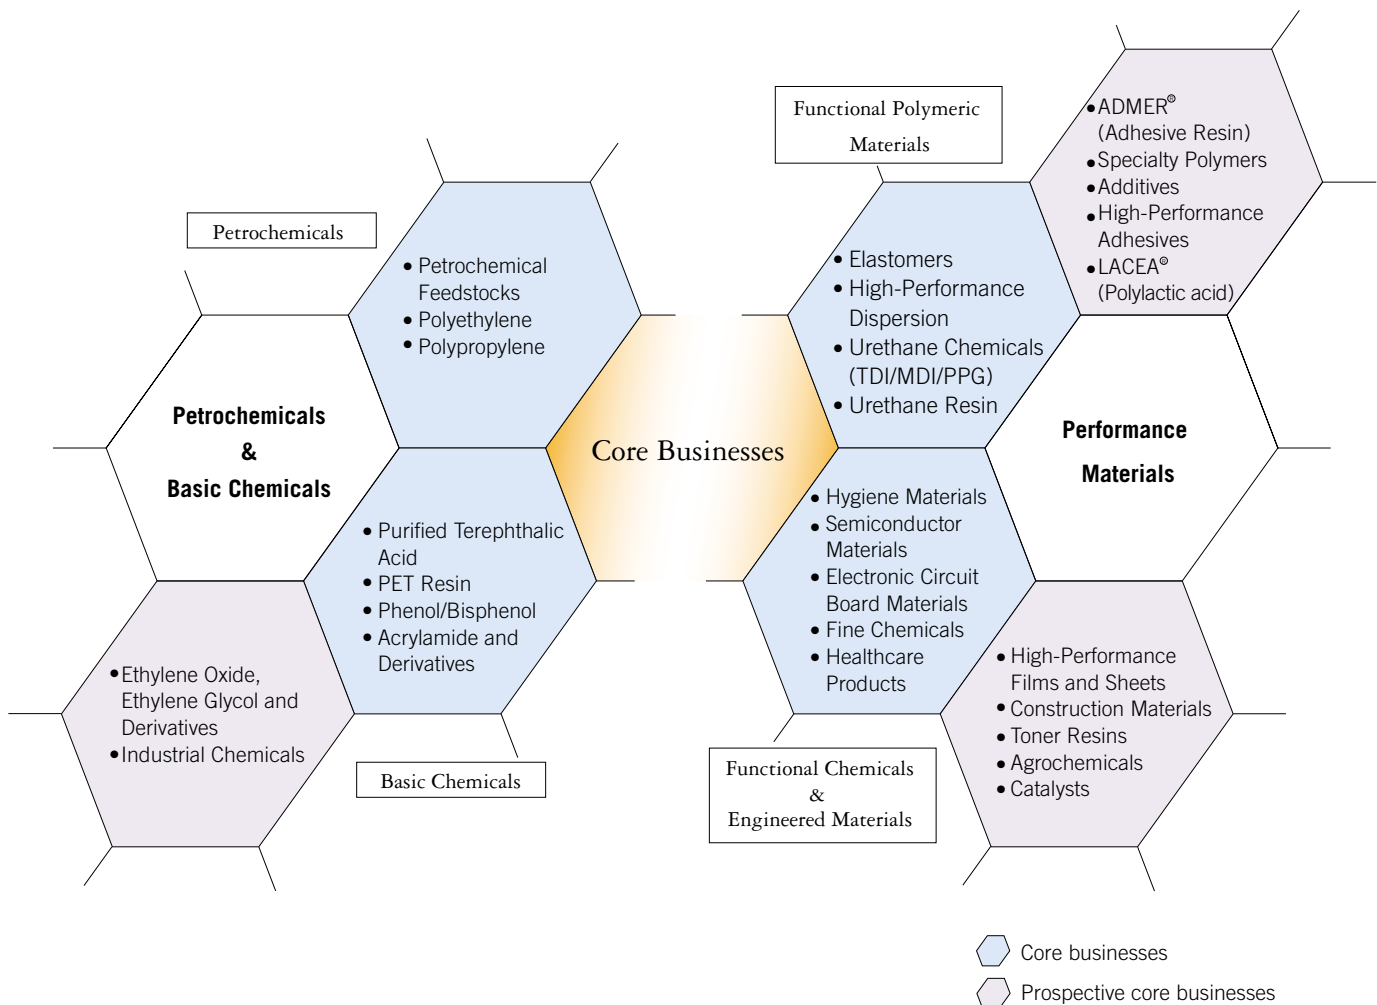 Petrochemicals
• Petrochemical
Feedstocks
• Polyethylene
• Polypropylene
Petrochemicals
&
Basic Chemicals
• Purified Terephthalic
Acid
• PET Resin
• Phenol/Bisphenol
• Acrylamide and
Derivatives
• Ethylene Oxide,
Ethylene Glycol and
Derivatives
• Industrial Chemicals
Basic Chemicals
Core Businesses
Functional Polymeric
Materials
• ADMER®
(Adhesive Resin)
• Specialty Polymers
• Additives
• High-Performance
Adhesives
• LACEA®
(Polylactic acid)
• Elastomers
• High-Performance
Dispersion
• Urethane Chemicals
(TDI/MDI/PPG)
• Urethane Resin
Performance
Materials
• Hygiene Materials
• Semiconductor
Materials
• Electronic Circuit
Board Materials
• Fine Chemicals
• Healthcare
Products
• High-Performance
Films and Sheets
• Construction Materials
• Toner Resins
• Agrochemicals
• Catalysts
Functional Chemicals
&
Engineered Materials
Core businesses
Prospective core businesses